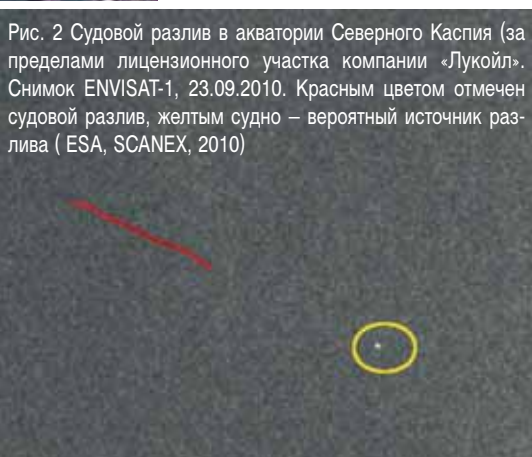 Рис. 2 Судовой разлив в акватории Северного Каспия (за
пределами лицензионного участка компании «Лукойл».
Снимок ENVISAT-1, 23.09.2010. Красным цветом отмечен
судовой разлив, желтым судно – вероятный источник раз-
лива ( ESA, SCANEX, 2010)